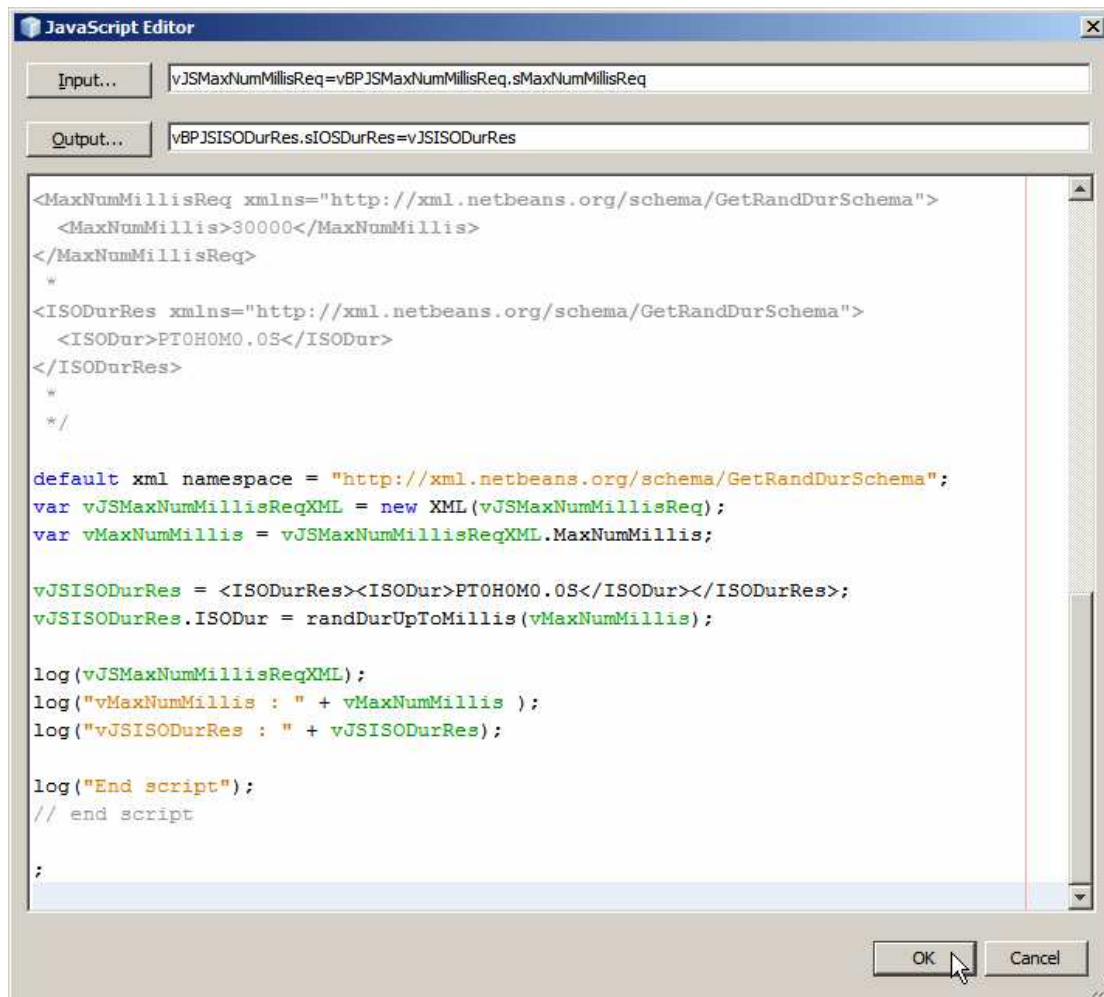 JavaScript Editor
Input...
vJSMaxNumMillisReq=vBPJSMaxNumMillisReq.sMaxNumMillisReq
Output...
vBPJSISODurRes.sIOSDurRes=vJSISODurRes
<MaxNumMillisReq xmlns="http://xml.netbeans.org/schema/GetRandDurSchema">
  <MaxNumMillis>30000</MaxNumMillis>
</MaxNumMillisReq>
 *
<ISODurRes xmlns="http://xml.netbeans.org/schema/GetRandDurSchema">
  <ISODur>PT0H0M0.0S</ISODur>
</ISODurRes>
 *
 */
default xml namespace = "http://xml.netbeans.org/schema/GetRandDurSchema";
var vJSMaxNumMillisReqXML = new XML(vJSMaxNumMillisReq);
var vMaxNumMillis = vJSMaxNumMillisReqXML.MaxNumMillis;
vJSISODurRes = <ISODurRes><ISODur>PT0H0M0.0S</ISODur></ISODurRes>;
vJSISODurRes.ISODur = randDurUpToMillis(vMaxNumMillis);
log(vJSMaxNumMillisReqXML);
log("vMaxNumMillis : " + vMaxNumMillis );
log("vJSISODurRes : " + vJSISODurRes);
log("End script");
// end script
;
OK
Cancel